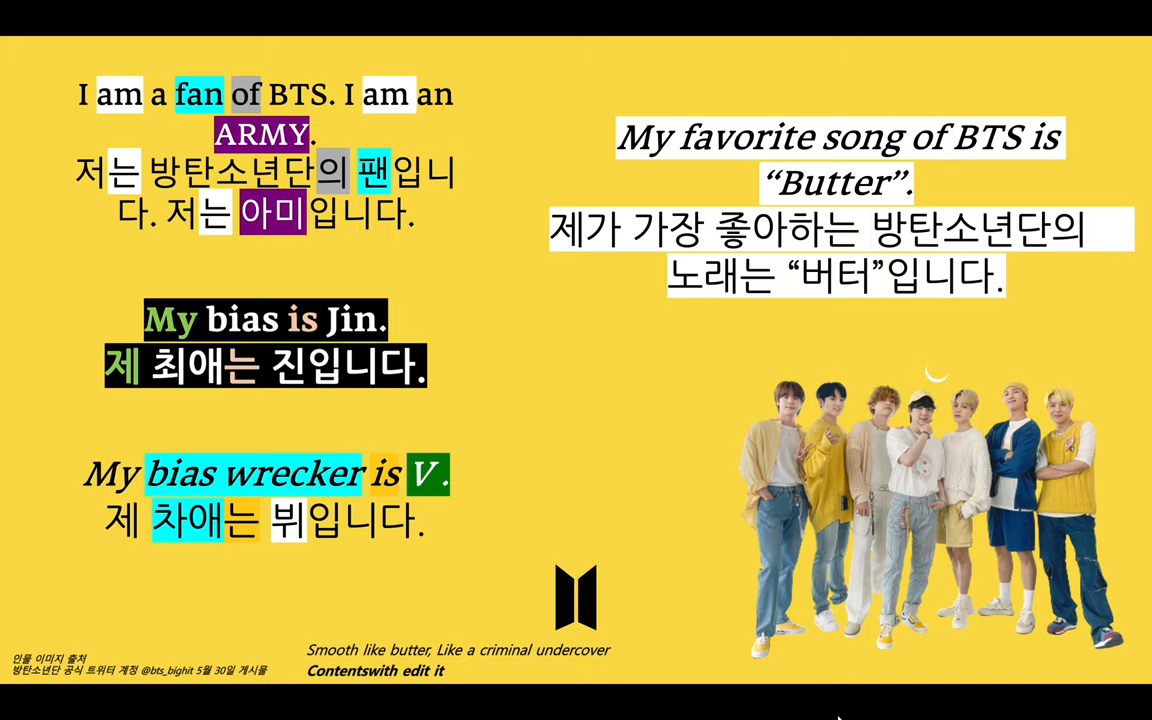 I am a fan of BTS. I am an
ARMY.
저는 방탄소년단의 팬입니
다. 저는 아미입니다.
My bias is Jin.
제 최애는 진입니다.
My bias wrecker is V .
제 차애는 뷔입니다.
My favorite song of BTS is
“Butter”.
제가 가장 좋아하는 방탄소년단의
노래는 “버터”입니다.
Smooth like butter, Like a criminal undercover
Contentswith edit it
인물 이미지 출처
방탄소년단 공식 트위터 계정 @bts_bighit 5월 30일 게시물